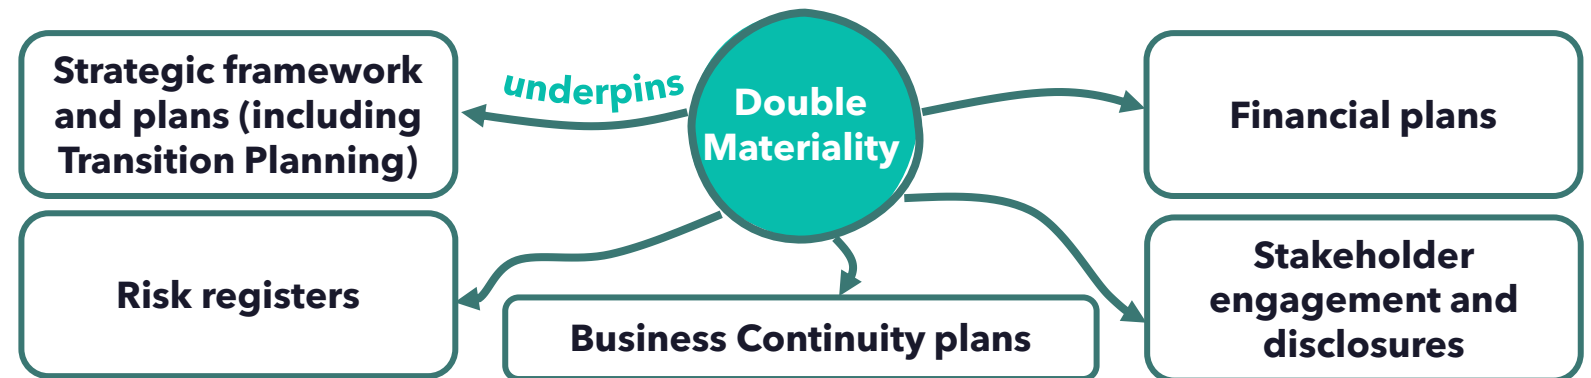 Strategic framework
and plans (including
Transition Planning)
underpins
Double
Materiality
Financial plans
Risk registers
Business Continuity plans
Stakeholder
engagement and
disclosures